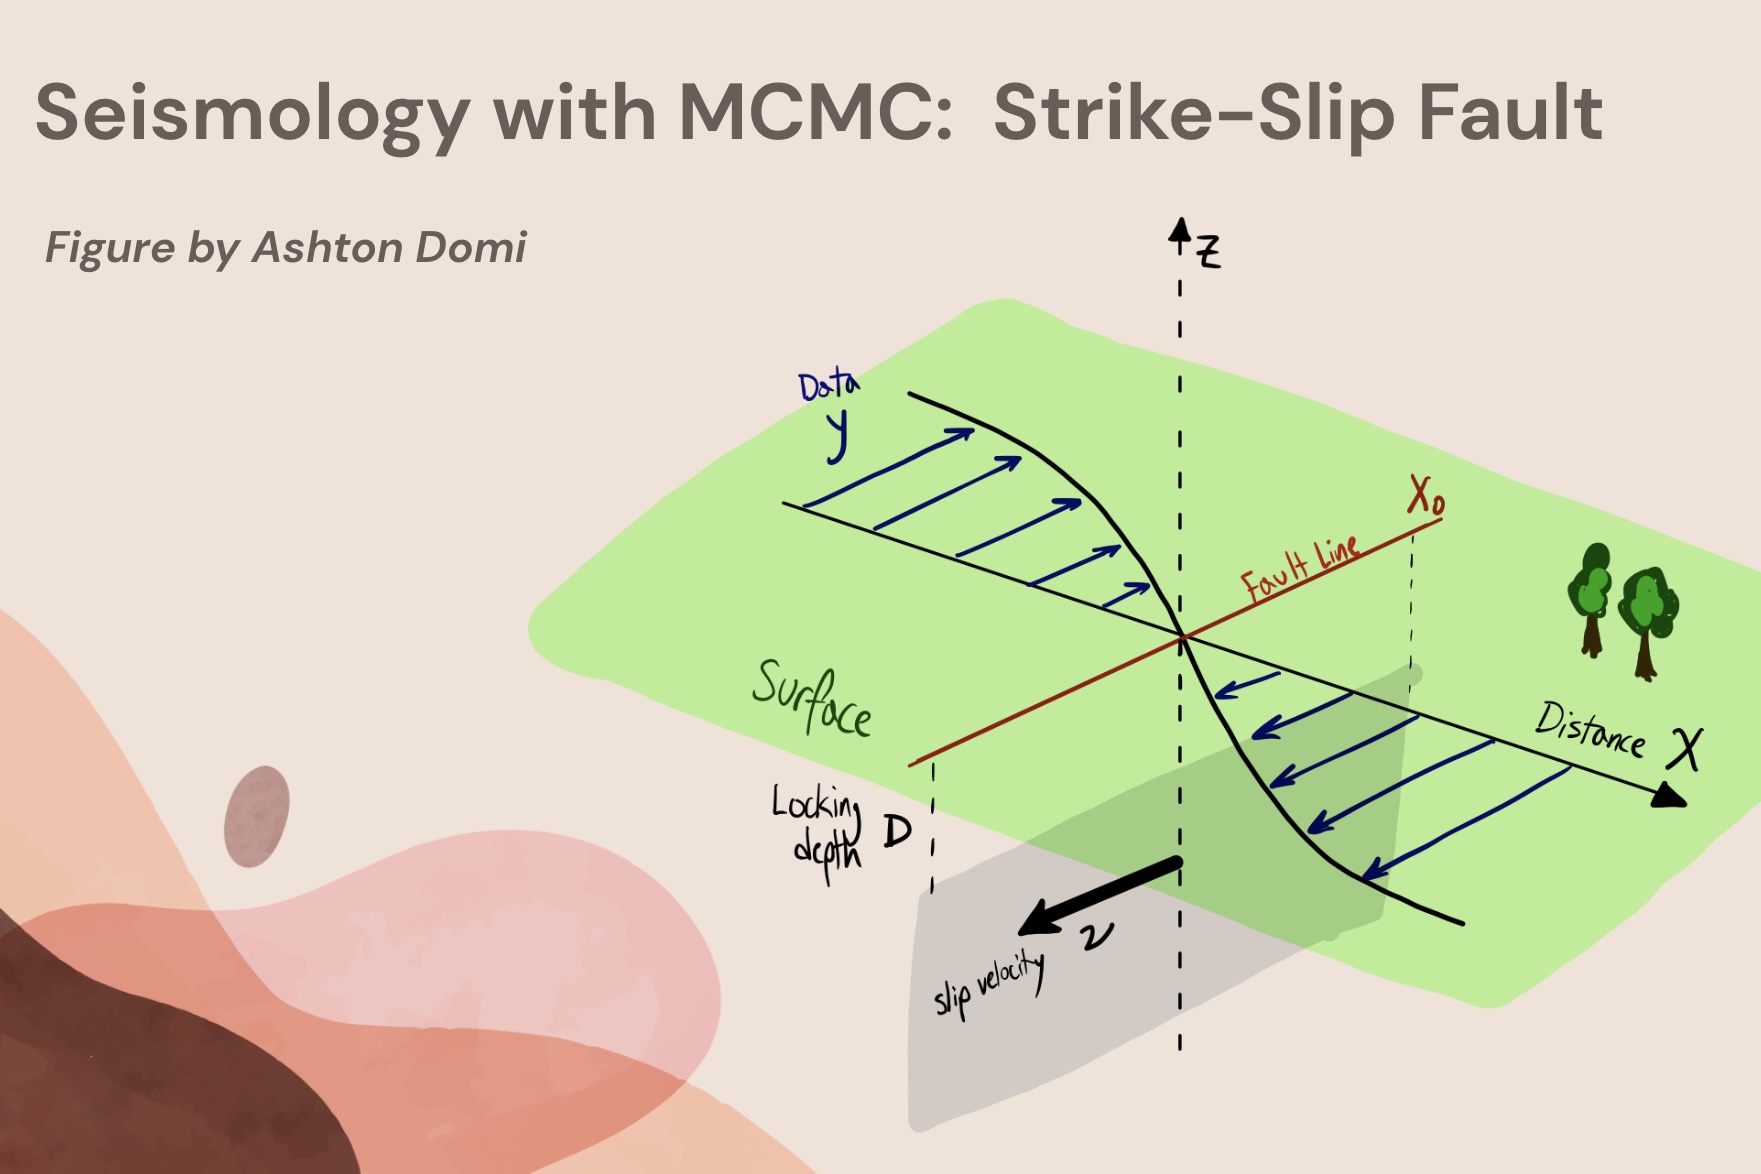 Seismology with MCMC: Strike-Slip Fault
Figure by Ashton Domi
z
Data
y
X₀
Fault Line
Surface
Distance X
Locking
depth D
slip velocity v